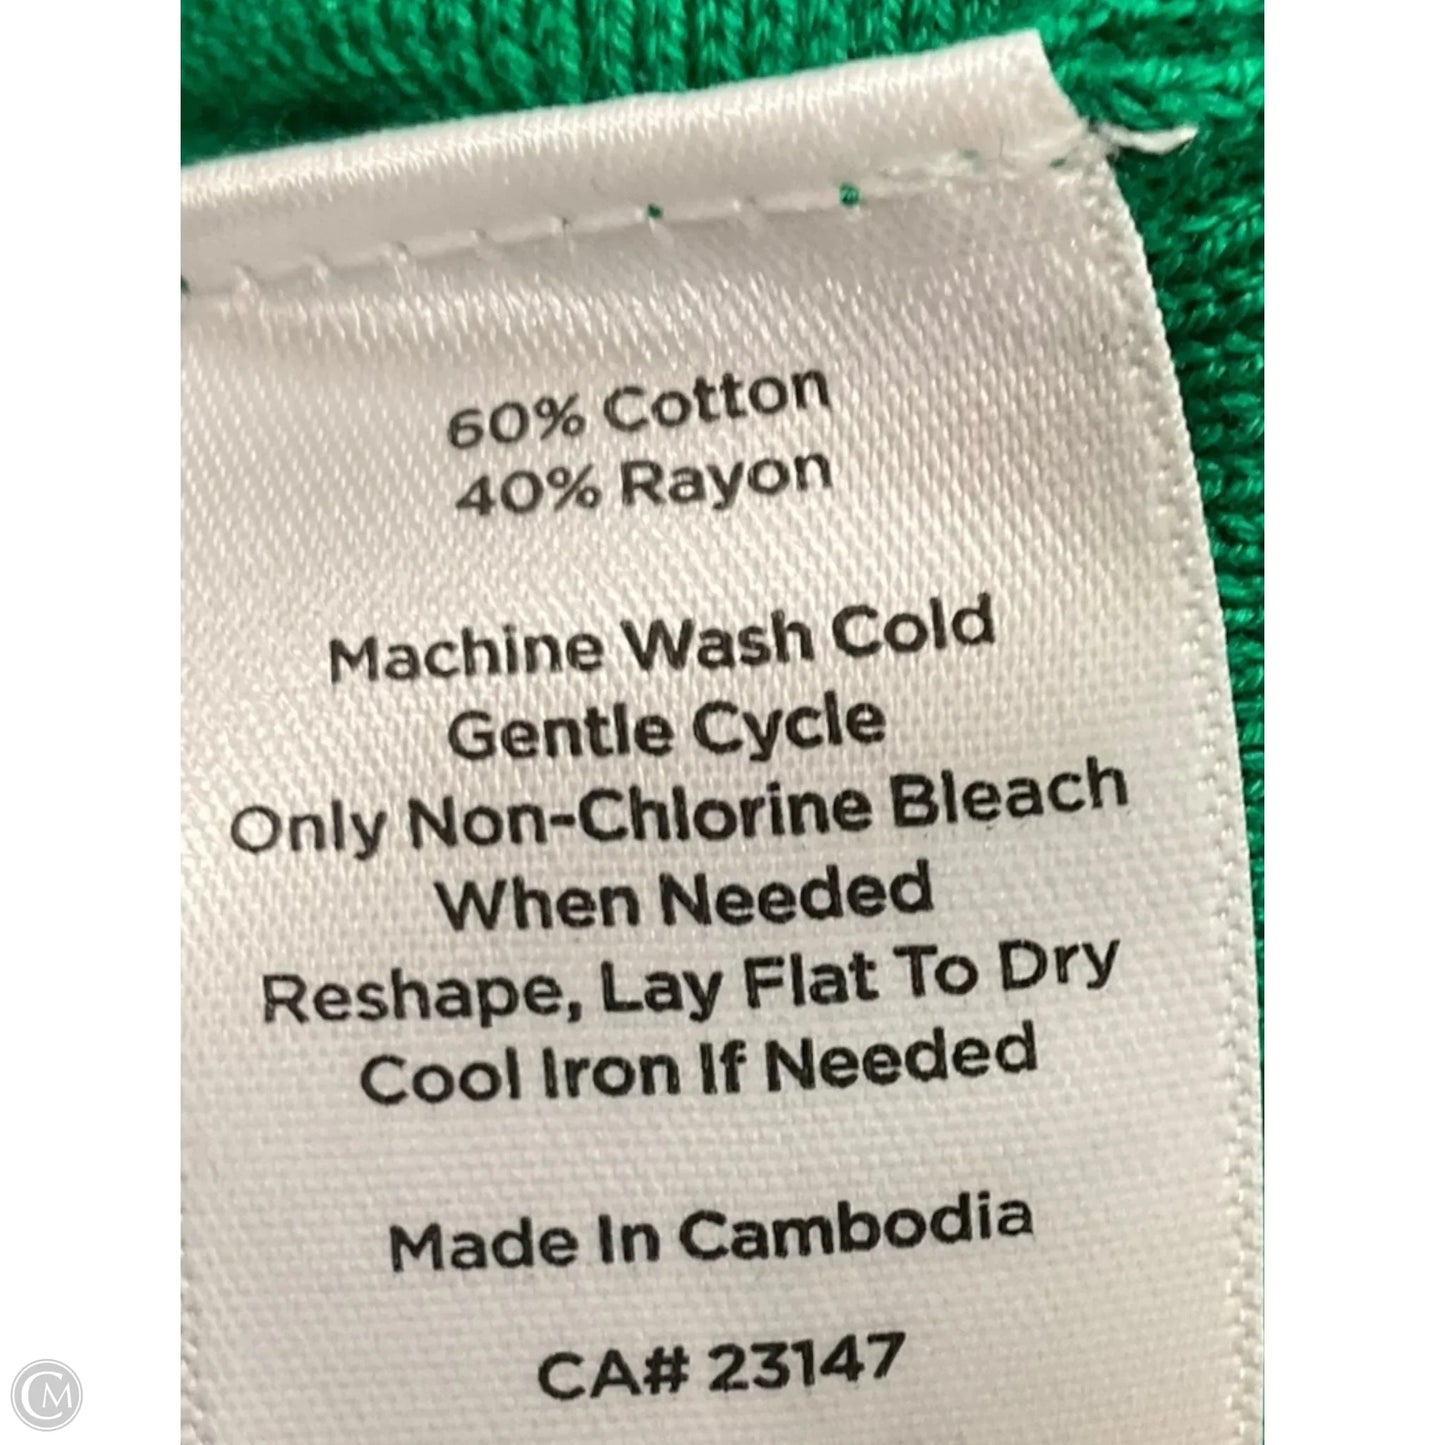 60% Cotton
40% Rayon
Machine Wash Cold
Gentle Cycle
Only Non-Chlorine Bleach
When Needed
Reshape, Lay Flat To Dry
Cool Iron If Needed
Made In Cambodia
CA# 23147
CM